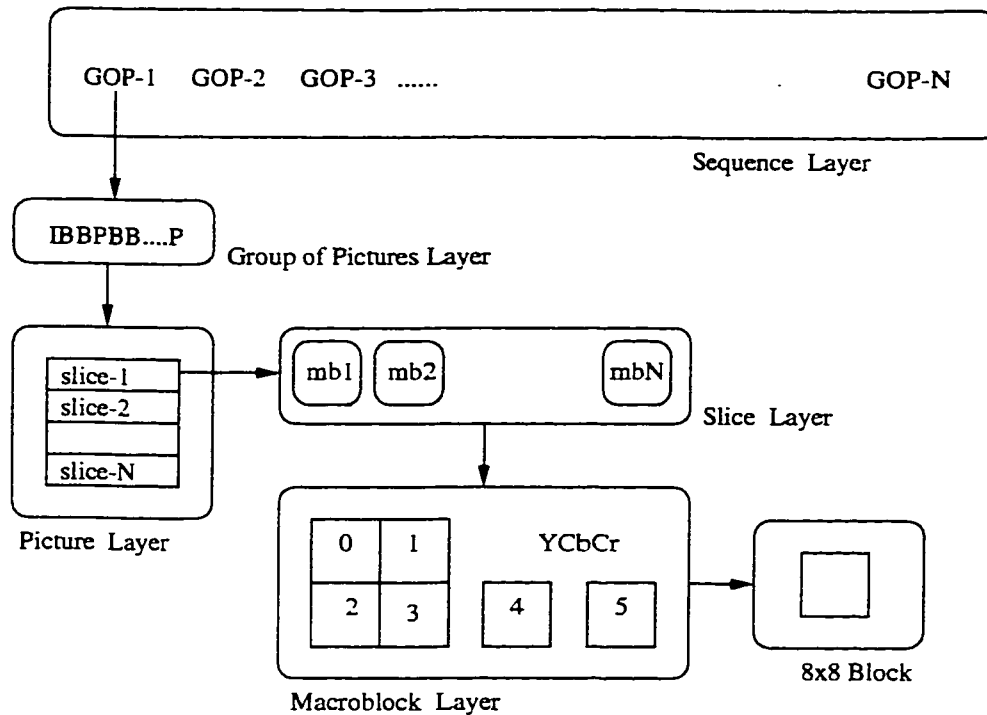 GOP-1 GOP-2 GOP-3 ...... GOP-N
Sequence Layer
IBBPBB....P
Group of Pictures Layer
slice-1
slice-2
slice-N
Picture Layer
mb1 mb2 mbN
Slice Layer
0 1
2 3
YCbCr
4 5
Macroblock Layer
8x8 Block